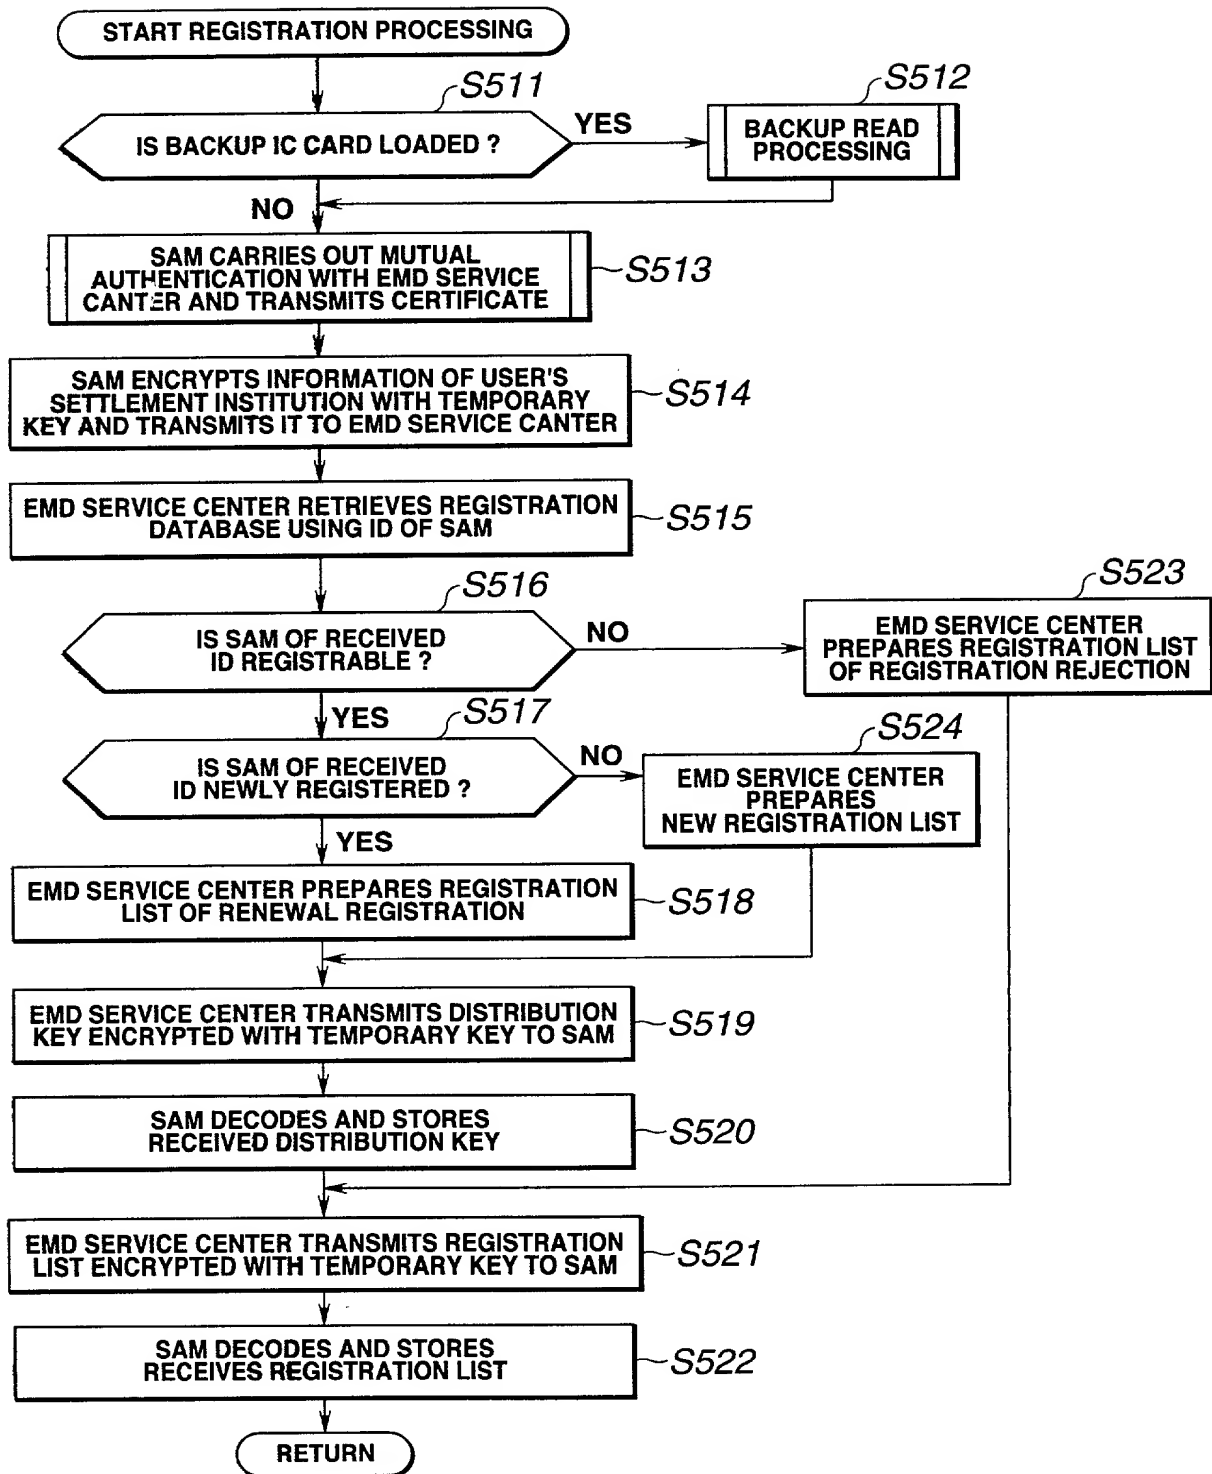 START REGISTRATION PROCESSING
S511
S512
IS BACKUP IC CARD LOADED ?
YES
BACKUP READ
PROCESSING
NO
SAM CARRIES OUT MUTUAL
AUTHENTICATION WITH EMD SERVICE
CANTER AND TRANSMITS CERTIFICATE
S513
SAM ENCRYPTS INFORMATION OF USER'S
SETTLEMENT INSTITUTION WITH TEMPORARY
KEY AND TRANSMITS IT TO EMD SERVICE CANTER
S514
EMD SERVICE CENTER RETRIEVES REGISTRATION
DATABASE USING ID OF SAM
S515
S516
S523
IS SAM OF RECEIVED
ID REGISTRABLE ?
NO
EMD SERVICE CENTER
PREPARES REGISTRATION LIST
OF REGISTRATION REJECTION
YES
S517
S524
IS SAM OF RECEIVED
ID NEWLY REGISTERED ?
NO
EMD SERVICE CENTER
PREPARES
NEW REGISTRATION LIST
YES
EMD SERVICE CENTER PREPARES REGISTRATION
LIST OF RENEWAL REGISTRATION
S518
EMD SERVICE CENTER TRANSMITS DISTRIBUTION
KEY ENCRYPTED WITH TEMPORARY KEY TO SAM
S519
SAM DECODES AND STORES
RECEIVED DISTRIBUTION KEY
S520
EMD SERVICE CENTER TRANSMITS REGISTRATION
LIST ENCRYPTED WITH TEMPORARY KEY TO SAM
S521
SAM DECODES AND STORES
RECEIVES REGISTRATION LIST
S522
RETURN